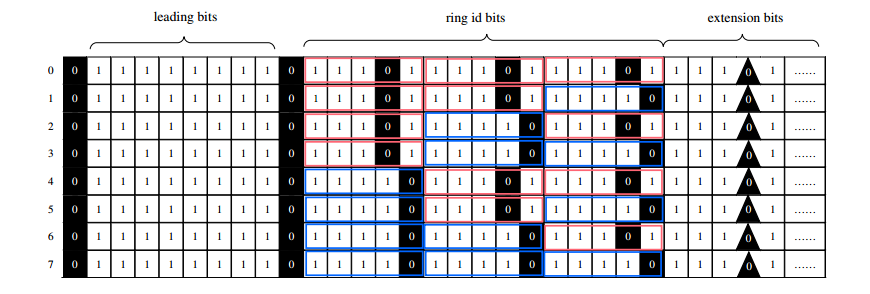 leading bits ring id bits extension bits
0 0 1 1 1 1 1 1 1 1 0 1 1 1 0 1 1 1 1 0 1 1 1 1 0 1 1 1 1 0 1 ......
1 0 1 1 1 1 1 1 1 1 0 1 1 1 0 1 1 1 1 0 1 1 1 1 1 0 1 1 1 0 1 ......
2 0 1 1 1 1 1 1 1 1 0 1 1 1 0 1 1 1 1 1 0 1 1 1 0 1 1 1 1 0 1 ......
3 0 1 1 1 1 1 1 1 1 0 1 1 1 0 1 1 1 1 1 0 1 1 1 1 0 1 1 1 0 1 ......
4 0 1 1 1 1 1 1 1 1 0 1 1 1 1 0 1 1 1 0 1 1 1 1 0 1 1 1 1 0 1 ......
5 0 1 1 1 1 1 1 1 1 0 1 1 1 1 0 1 1 1 0 1 1 1 1 1 0 1 1 1 0 1 ......
6 0 1 1 1 1 1 1 1 1 0 1 1 1 1 0 1 1 1 1 0 1 1 1 0 1 1 1 1 0 1 ......
7 0 1 1 1 1 1 1 1 1 0 1 1 1 1 0 1 1 1 1 0 1 1 1 1 0 1 1 1 0 1 ......